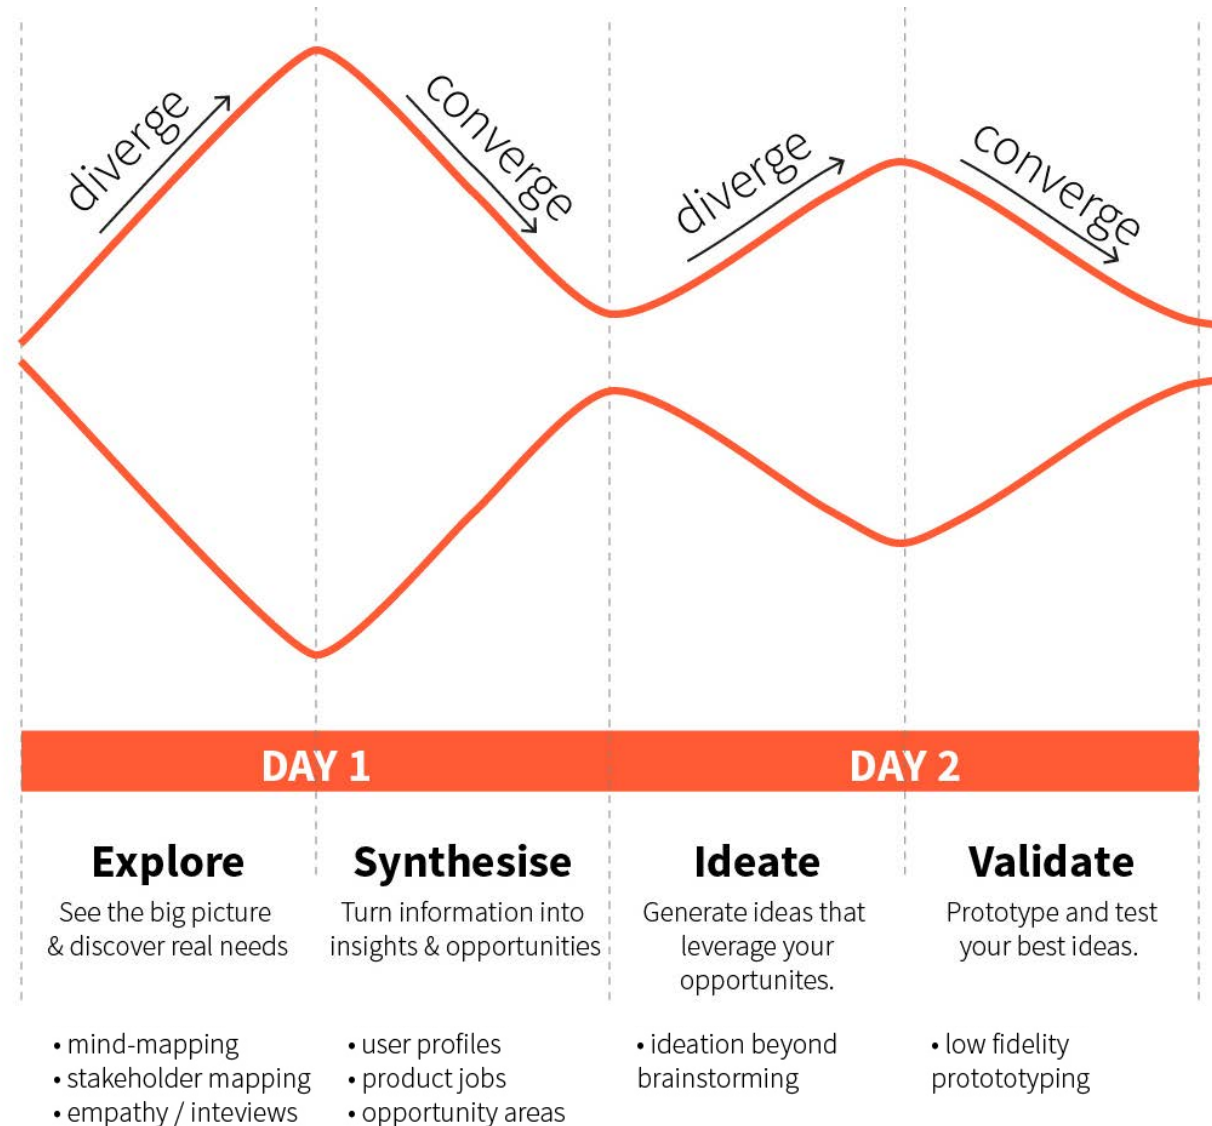 diverge
converge
diverge
converge
DAY 1
DAY 2
Explore
See the big picture
& discover real needs
• mind-mapping
• stakeholder mapping
• empathy / inteviews
Synthesise
Turn information into
insights & opportunities
• user profiles
• product jobs
• opportunity areas
Ideate
Generate ideas that
leverage your
opportunites.
• ideation beyond
brainstorming
Validate
Prototype and test
your best ideas.
• low fidelity
protototyping